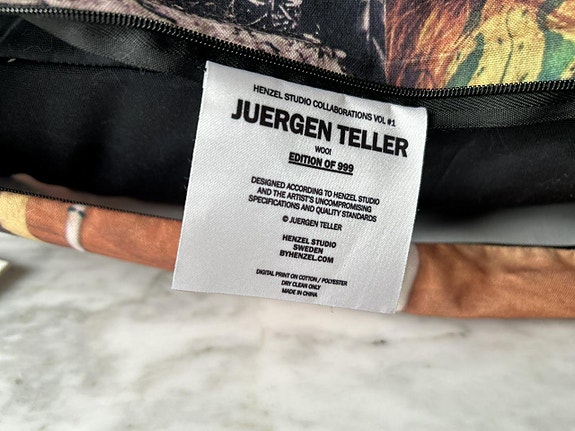 HENZEL STUDIO COLLABORATIONS VOL #1
JUERGEN TELLER
WOO!
EDITION OF 999
DESIGNED ACCORDING TO HENZEL STUDIO
AND THE ARTIST'S UNCOMPROMISING
SPECIFICATIONS AND QUALITY STANDARDS
© JUERGEN TELLER
HENZEL STUDIO
SWEDEN
BYHENZEL.COM
DIGITAL PRINT ON COTTON / POLYESTER
DRY CLEAN ONLY
MADE IN CHINA